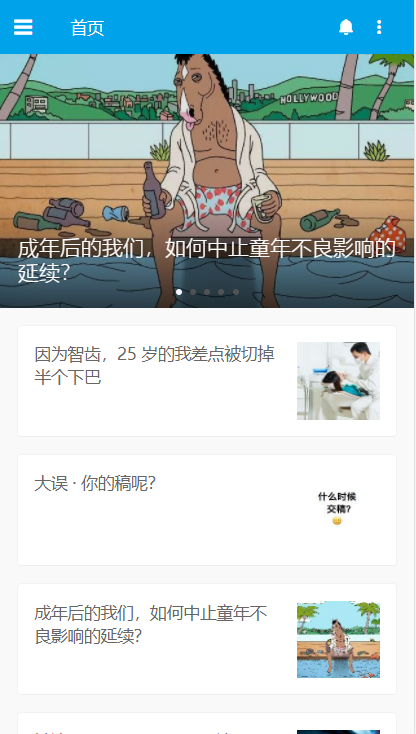 首页
HOLLYWOOD
成年后的我们，如何中止童年不良影响的
延续？
因为智齿，25 岁的我差点被切掉
半个下巴
大误 · 你的稿呢？
什么时候
交稿？
成年后的我们，如何中止童年不
良影响的延续？